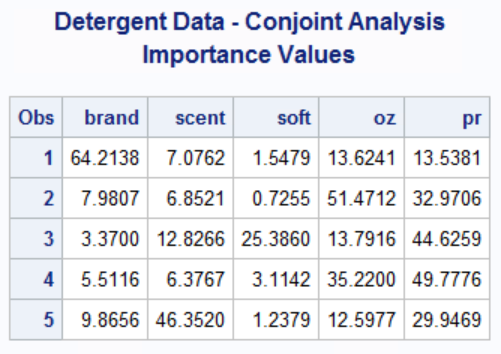 Detergent Data - Conjoint Analysis
Importance Values
Obs brand scent soft oz pr
1 64.2138 7.0762 1.5479 13.6241 13.5381
2 7.9807 6.8521 0.7255 51.4712 32.9706
3 3.3700 12.8266 25.3860 13.7916 44.6259
4 5.5116 6.3767 3.1142 35.2200 49.7776
5 9.8656 46.3520 1.2379 12.5977 29.9469